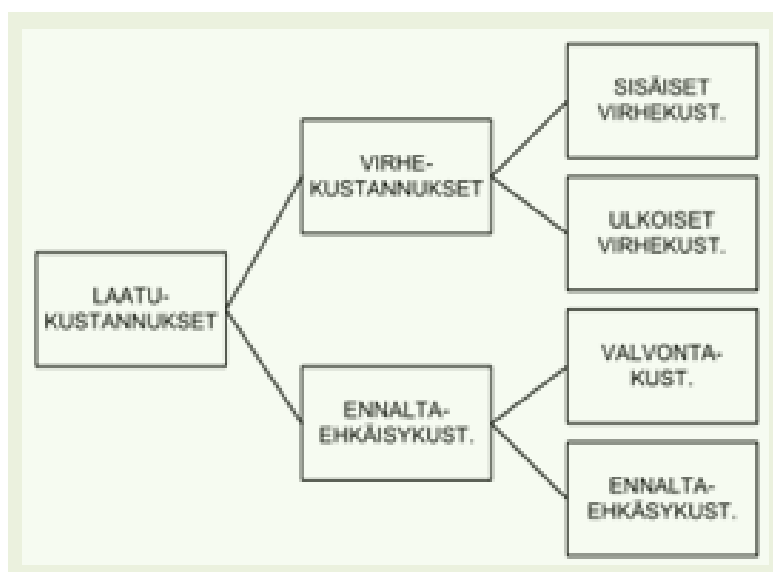 SISÄISET
VIRHEKUST.
VIRHE-
KUSTANNUKSET
ULKOISET
VIRHEKUST.
LAATU-
KUSTANNUKSET
VALVONTA-
KUST.
ENNALTA-
EHKÄISYKUST.
ENNALTA-
EHKÄSYKUST.